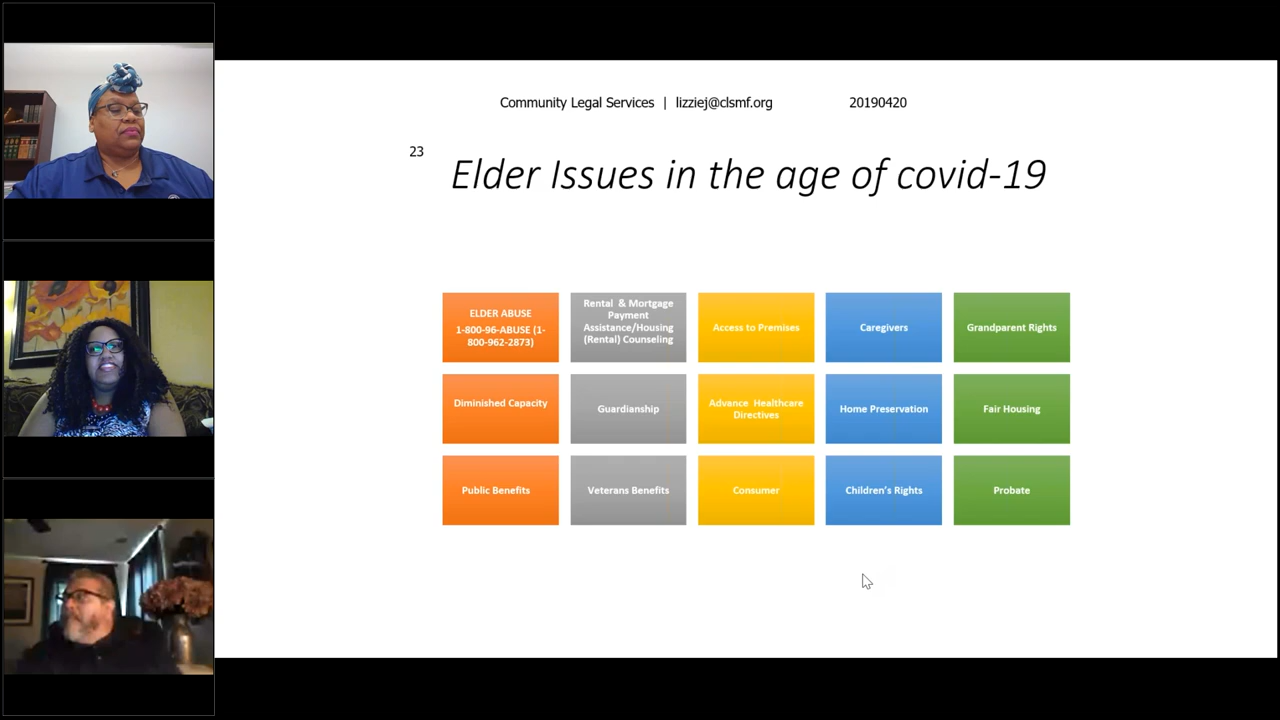 Community Legal Services | lizziej@clsmf.org 20190420
23
Elder Issues in the age of covid-19
ELDER ABUSE
1-800-96-ABUSE (1-
800-962-2873)
Rental & Mortgage
Payment
Assistance/Housing
(Rental) Counseling
Access to Premises
Caregivers
Grandparent Rights
Diminished Capacity
Guardianship
Advance Healthcare
Directives
Home Preservation
Fair Housing
Public Benefits
Veterans Benefits
Consumer
Children's Rights
Probate